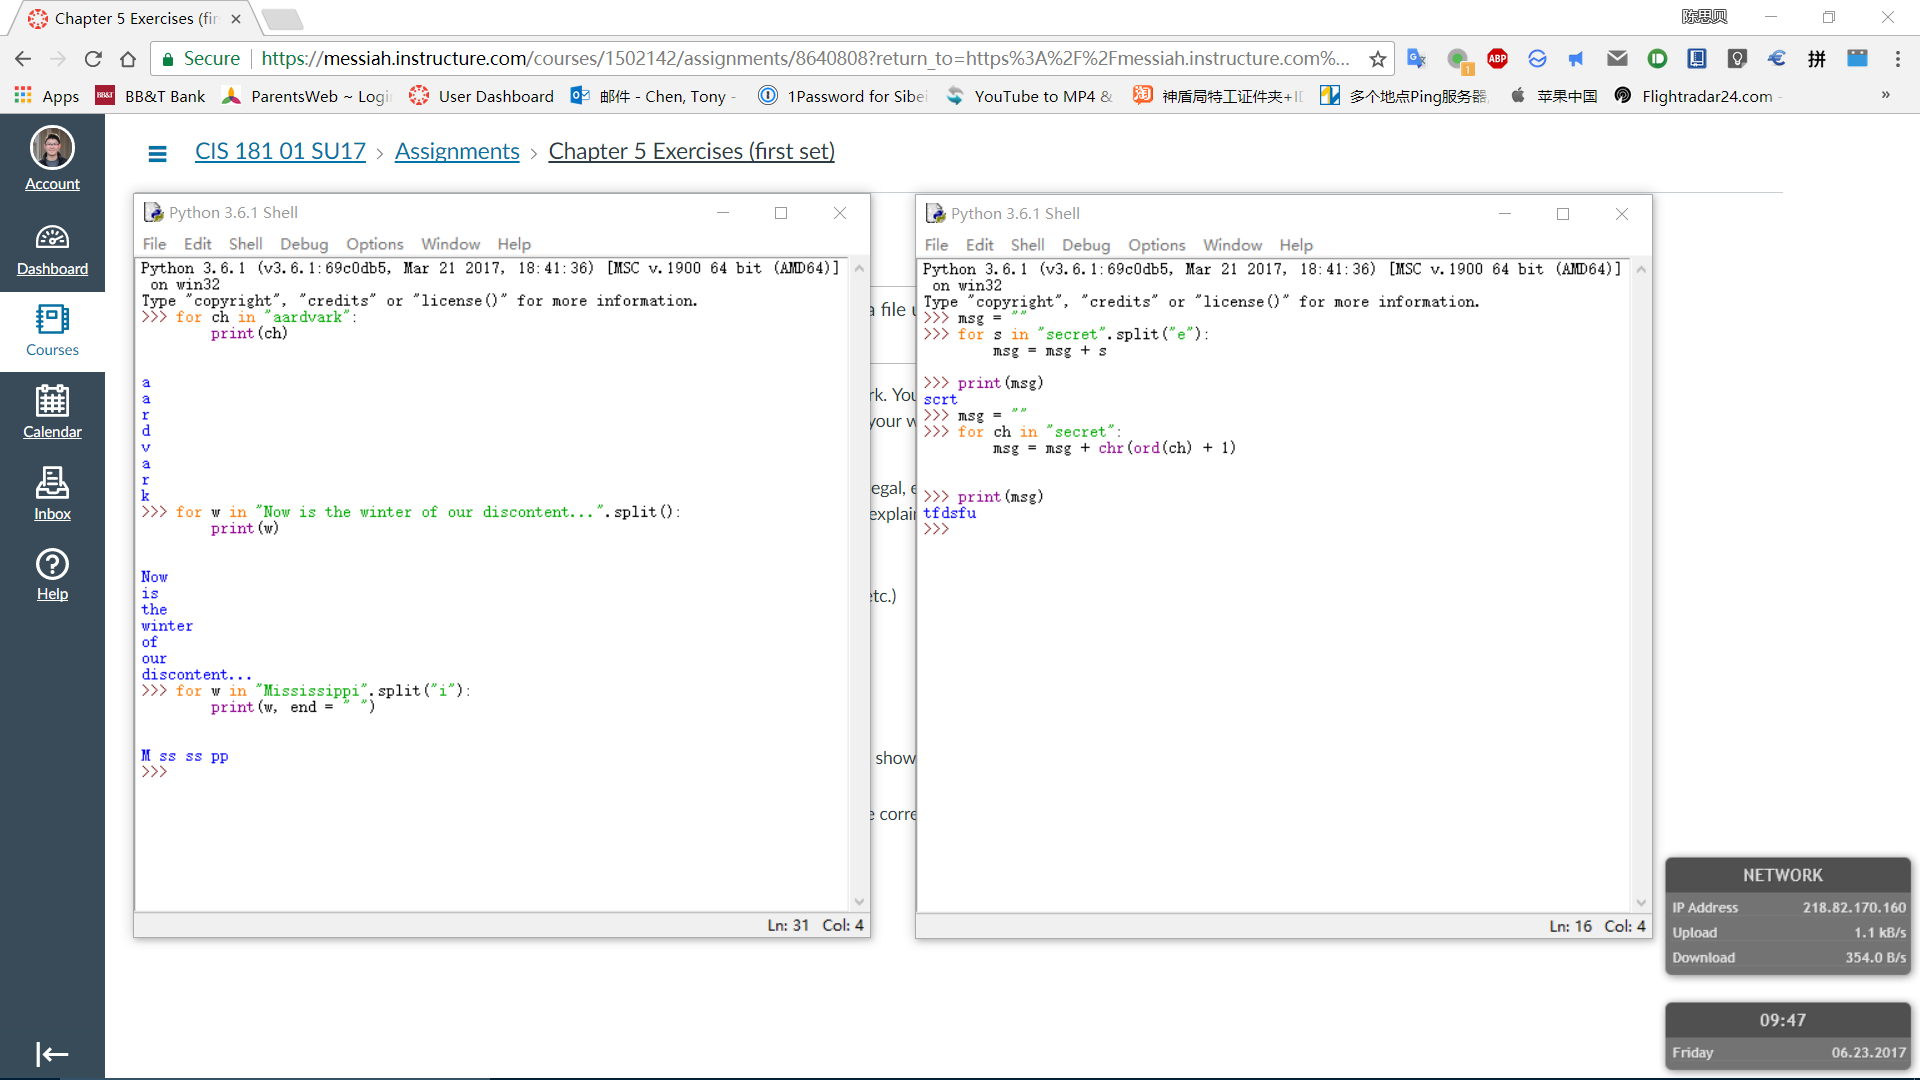 Chapter 5 Exercises (fir
陈思贝
Secure
https://messiah.instructure.com/courses/1502142/assignments/8640808?return_to=https%3A%2F%2Fmessiah.instructure.com%...
1
ABP
拼
Apps
BB&T BB&T Bank
ParentsWeb ~ Logi
User Dashboard
邮件 - Chen, Tony -
1Password for Sibei
YouTube to MP4 &
淘 神盾局特工证件夹+I
多个地点Ping服务器,
苹果中国
Flightradar24.com -
»
Account
Dashboard
Courses
Calendar
Inbox
Help
CIS 181 01 SU17 › Assignments › Chapter 5 Exercises (first set)
Python 3.6.1 Shell
File Edit Shell Debug Options Window Help
Python 3.6.1 (v3.6.1:69c0db5, Mar 21 2017, 18:41:36) [MSC v.1900 64 bit (AMD64)]
on win32
Type "copyright", "credits" or "license()" for more information.
>>> for ch in "aardvark":
print(ch)
a
a
r
d
v
a
r
k
>>> for w in "Now is the winter of our discontent...".split():
print(w)
Now
is
the
winter
of
our
discontent...
>>> for w in "Mississippi".split("i"):
print(w, end = " ")
M ss ss pp
>>>
Ln: 31 Col: 4
a file u
rk. You
your w
egal, e
explain
etc.)
show
e corre
Python 3.6.1 Shell
File Edit Shell Debug Options Window Help
Python 3.6.1 (v3.6.1:69c0db5, Mar 21 2017, 18:41:36) [MSC v.1900 64 bit (AMD64)]
on win32
Type "copyright", "credits" or "license()" for more information.
>>> msg = ""
>>> for s in "secret".split("e"):
msg = msg + s
>>> print(msg)
scrt
>>> msg = ""
>>> for ch in "secret":
msg = msg + chr(ord(ch) + 1)
>>> print(msg)
tfdsfu
>>>
Ln: 16 Col: 4
NETWORK
IP Address 218.82.170.160
Upload 1.1 kB/s
Download 354.0 B/s
09:47
Friday 06.23.2017